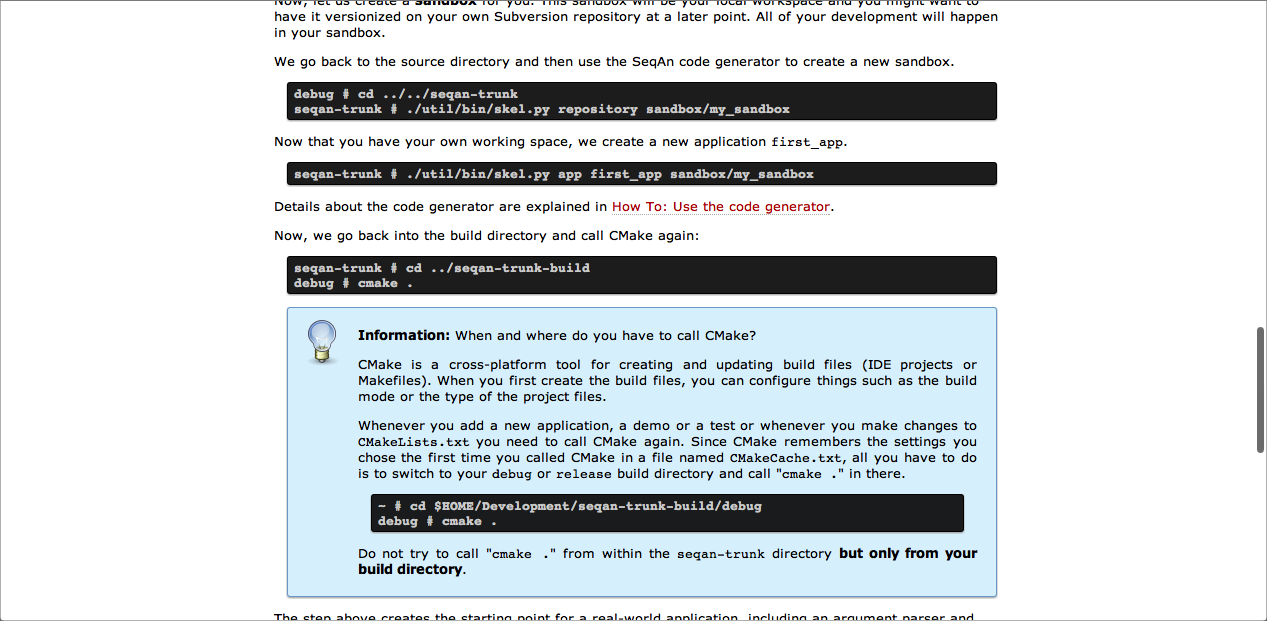 Now, let us create a sandbox for you. This sandbox will be your local workspace and you might want to
have it versionized on your own Subversion repository at a later point. All of your development will happen
in your sandbox.
We go back to the source directory and then use the SeqAn code generator to create a new sandbox.
debug # cd ../../seqan-trunk
seqan-trunk # ./util/bin/skel.py repository sandbox/my_sandbox
Now that you have your own working space, we create a new application first_app.
seqan-trunk # ./util/bin/skel.py app first_app sandbox/my_sandbox
Details about the code generator are explained in How To: Use the code generator.
Now, we go back into the build directory and call CMake again:
seqan-trunk # cd ../seqan-trunk-build
debug # cmake .
Information: When and where do you have to call CMake?
CMake is a cross-platform tool for creating and updating build files (IDE projects or
Makefiles). When you first create the build files, you can configure things such as the build
mode or the type of the project files.
Whenever you add a new application, a demo or a test or whenever you make changes to
CMakeLists.txt you need to call CMake again. Since CMake remembers the settings you
chose the first time you called CMake in a file named CMakeCache.txt, all you have to do
is to switch to your debug or release build directory and call "cmake ." in there.
~ # cd $HOME/Development/seqan-trunk-build/debug
debug # cmake .
Do not try to call "cmake ." from within the seqan-trunk directory but only from your
build directory.
The step above creates the starting point for a real-world application, including an argument parser and